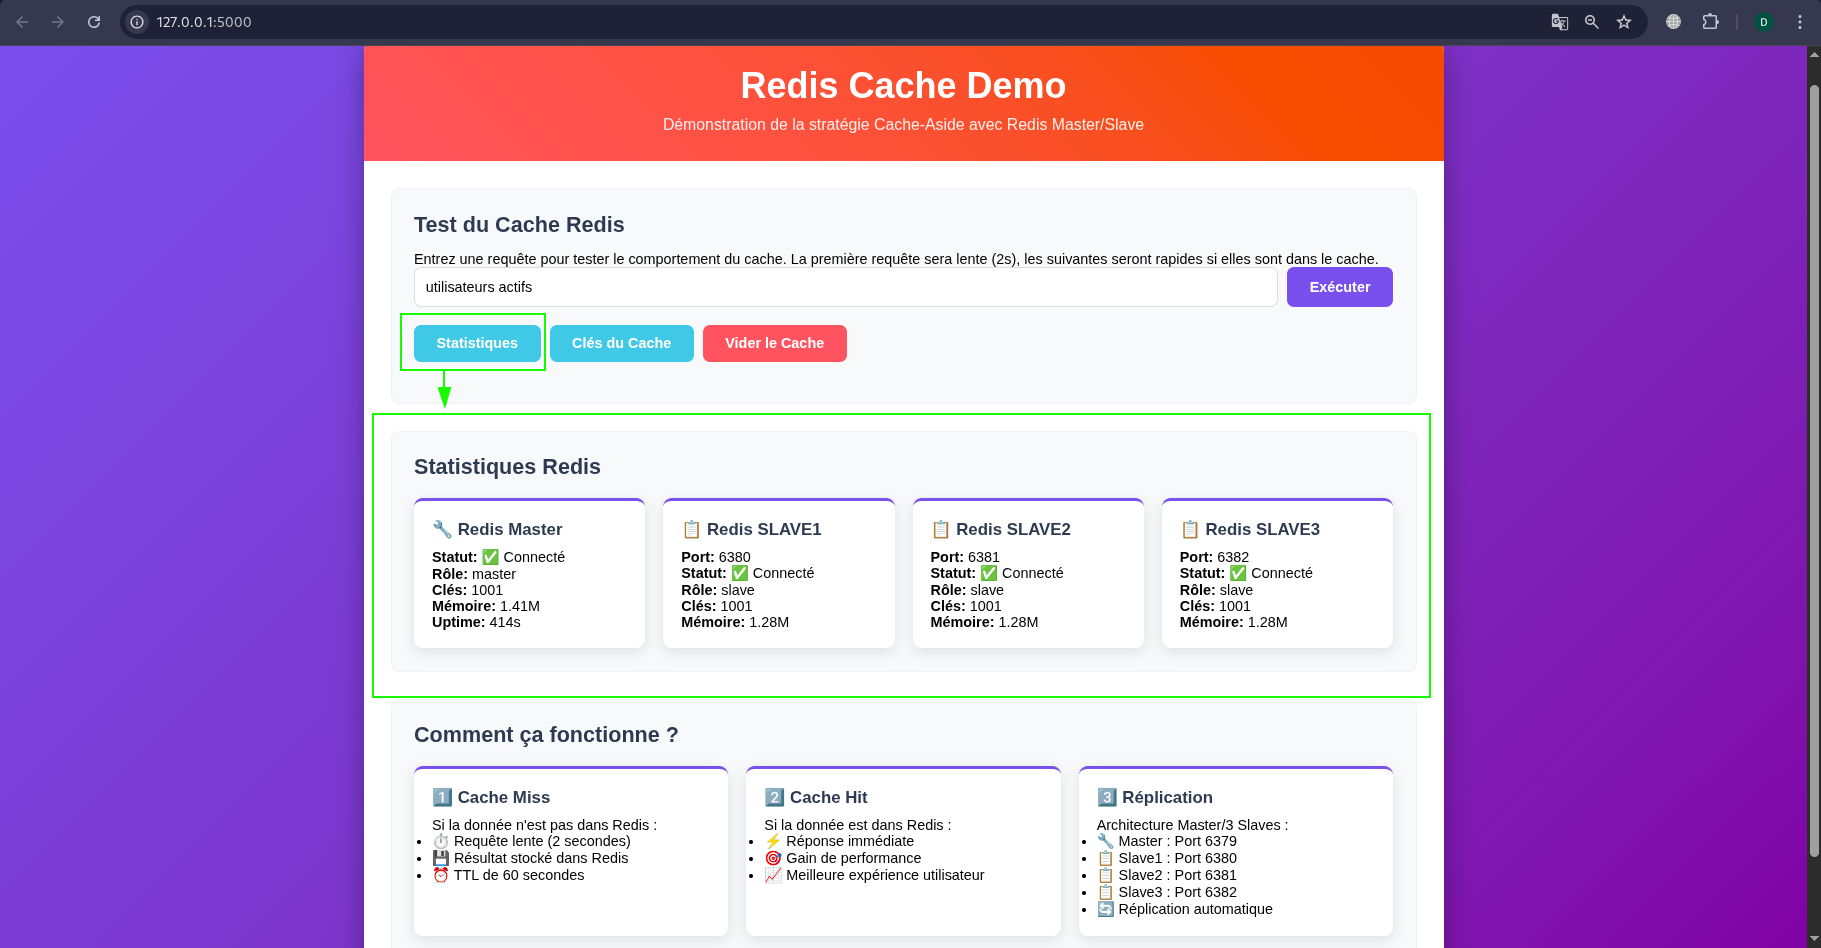 127.0.0.1:5000
D
Redis Cache Demo
Démonstration de la stratégie Cache-Aside avec Redis Master/Slave
Test du Cache Redis
Entrez une requête pour tester le comportement du cache. La première requête sera lente (2s), les suivantes seront rapides si elles sont dans le cache.
utilisateurs actifs
Exécuter
Statistiques
Clés du Cache
Vider le Cache
Statistiques Redis
🔧 Redis Master
Statut: ✅ Connecté
Rôle: master
Clés: 1001
Mémoire: 1.41M
Uptime: 414s
📋 Redis SLAVE1
Port: 6380
Statut: ✅ Connecté
Rôle: slave
Clés: 1001
Mémoire: 1.28M
📋 Redis SLAVE2
Port: 6381
Statut: ✅ Connecté
Rôle: slave
Clés: 1001
Mémoire: 1.28M
📋 Redis SLAVE3
Port: 6382
Statut: ✅ Connecté
Rôle: slave
Clés: 1001
Mémoire: 1.28M
Comment ça fonctionne ?
1️⃣ Cache Miss
Si la donnée n'est pas dans Redis :
• ⏱️ Requête lente (2 secondes)
• 💾 Résultat stocké dans Redis
• ⏰ TTL de 60 secondes
2️⃣ Cache Hit
Si la donnée est dans Redis :
• ⚡ Réponse immédiate
• 🎯 Gain de performance
• 📈 Meilleure expérience utilisateur
3️⃣ Réplication
Architecture Master/3 Slaves :
• 🔧 Master : Port 6379
• 📋 Slave1 : Port 6380
• 📋 Slave2 : Port 6381
• 📋 Slave3 : Port 6382
• 🔄 Réplication automatique